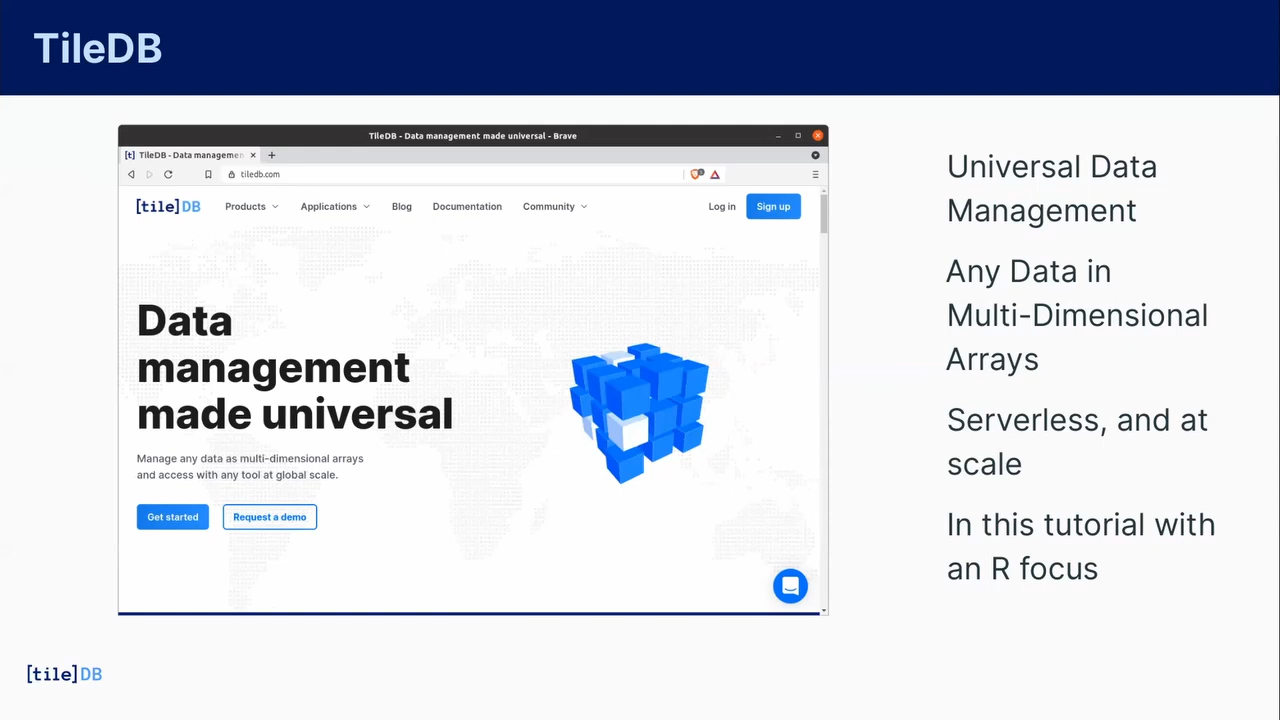 TileDB
TileDB - Data management made universal - Brave
[t] TileDB - Data managemen
tiledb.com
[tile]DB
Products
Applications
Blog
Documentation
Community
Log in
Sign up
Data
management
made universal
Manage any data as multi-dimensional arrays
and access with any tool at global scale.
Get started
Request a demo
Universal Data
Management
Any Data in
Multi-Dimensional
Arrays
Serverless, and at
scale
In this tutorial with
an R focus
[tile]DB